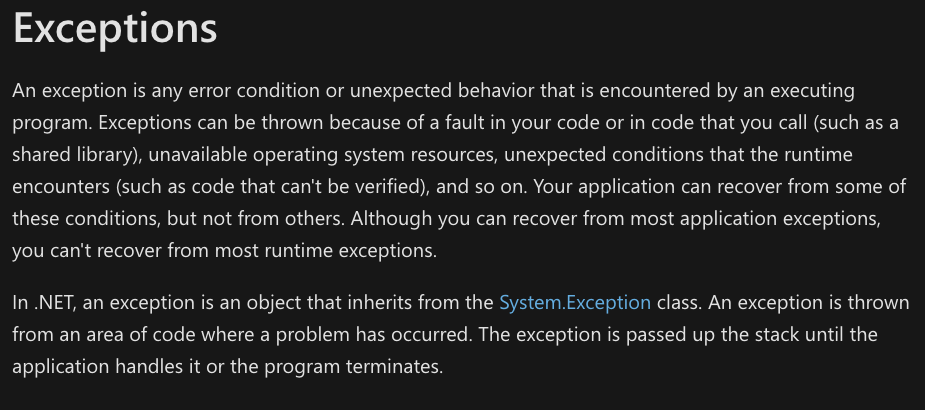 Exceptions
An exception is any error condition or unexpected behavior that is encountered by an executing
program. Exceptions can be thrown because of a fault in your code or in code that you call (such as a
shared library), unavailable operating system resources, unexpected conditions that the runtime
encounters (such as code that can't be verified), and so on. Your application can recover from some of
these conditions, but not from others. Although you can recover from most application exceptions,
you can't recover from most runtime exceptions.
In .NET, an exception is an object that inherits from the System.Exception class. An exception is thrown
from an area of code where a problem has occurred. The exception is passed up the stack until the
application handles it or the program terminates.